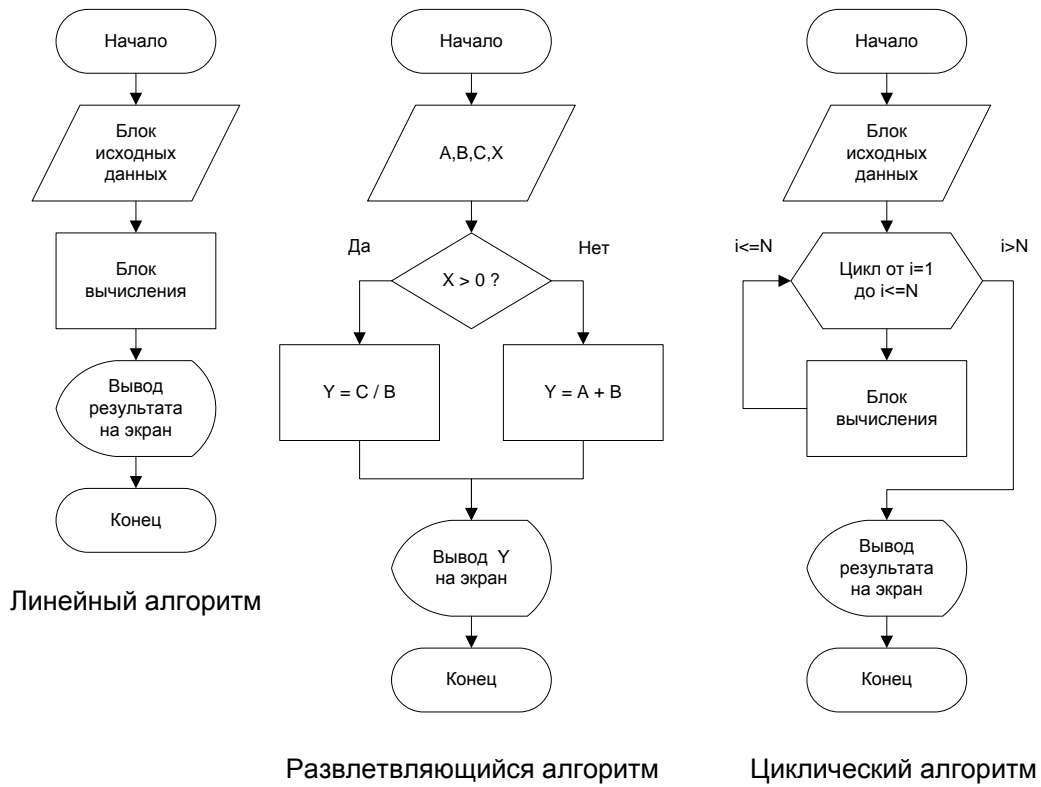 Начало
Блок
исходных
данных
Блок
вычисления
Вывод
результата
на экран
Конец
Линейный алгоритм
Начало
A,B,C,X
Да
Нет
X > 0 ?
Y = C / B
Y = A + B
Вывод Y
на экран
Конец
Развлетвляющийся алгоритм
Начало
Блок
исходных
данных
i<=N
i>N
Цикл от i=1
до i<=N
Блок
вычисления
Вывод
результата
на экран
Конец
Циклический алгоритм